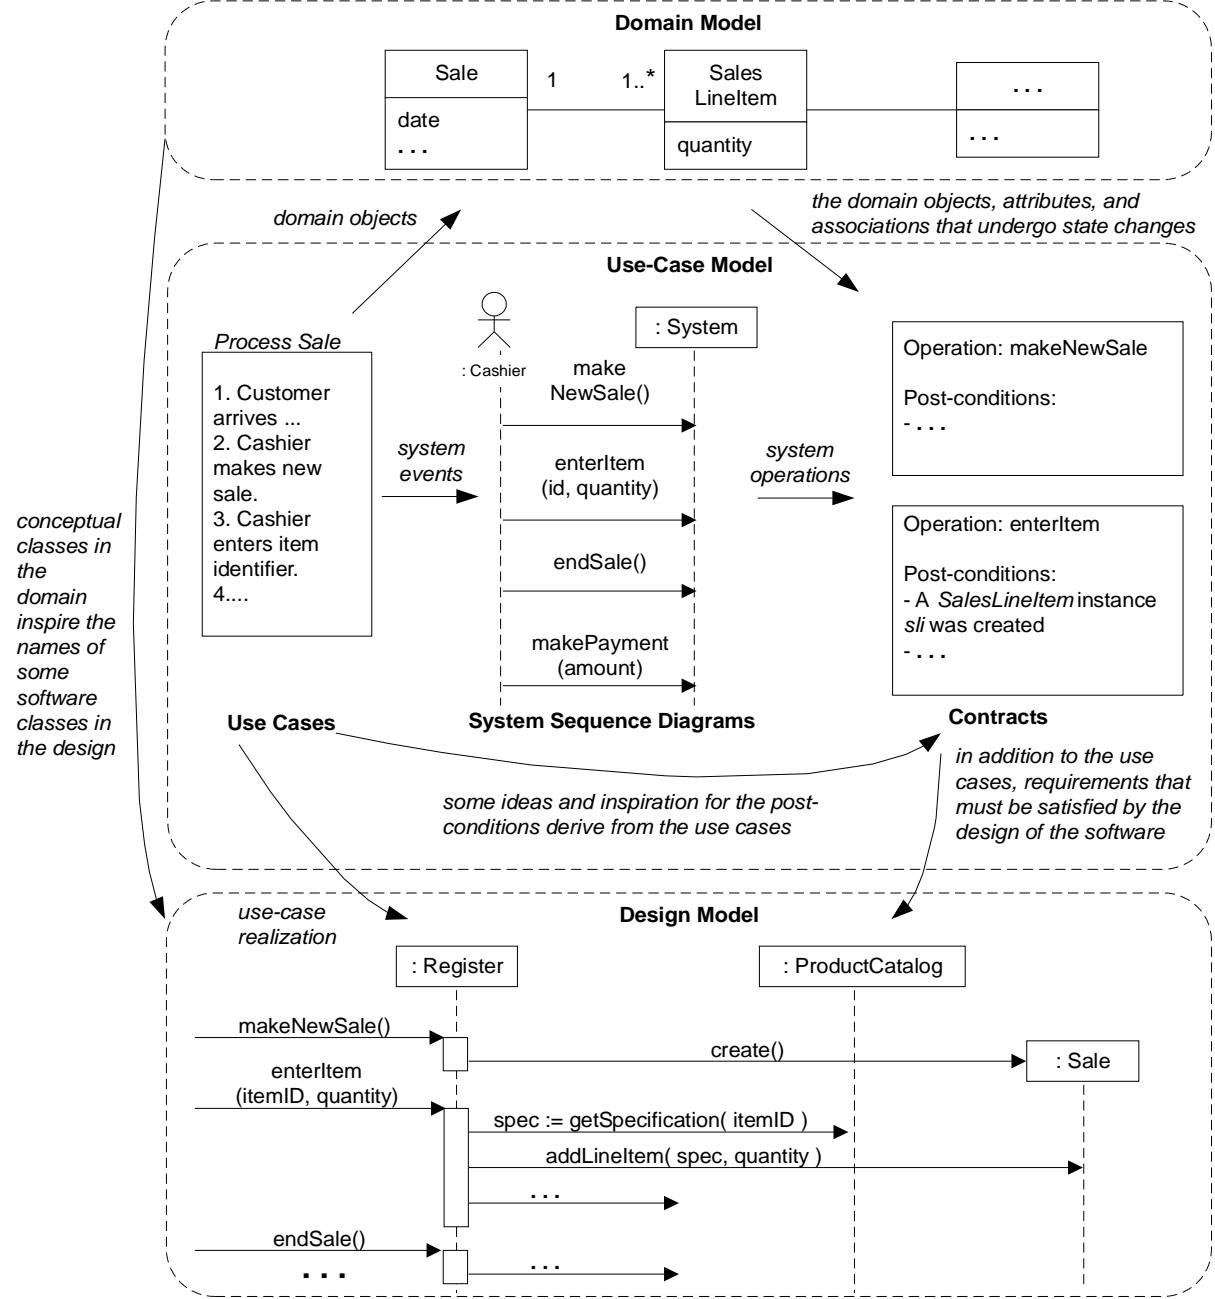 Domain Model
Sale
1
1..*
Sales
LineItem
. . .
date
. . .
quantity
. . .
domain objects
the domain objects, attributes, and
associations that undergo state changes
Use-Case Model
Process Sale
1. Customer
arrives ...
2. Cashier
makes new
sale.
3. Cashier
enters item
identifier.
4....
system
events
: Cashier
: System
make
NewSale()
enterItem
(id, quantity)
endSale()
makePayment
(amount)
system
operations
Operation: makeNewSale
Post-conditions:
- . . .
Operation: enterItem
Post-conditions:
- A SalesLineItem instance
sli was created
- . . .
conceptual
classes in
the
domain
inspire the
names of
some
software
classes in
the design
Use Cases
System Sequence Diagrams
Contracts
some ideas and inspiration for the post-
conditions derive from the use cases
in addition to the use
cases, requirements that
must be satisfied by the
design of the software
use-case
realization
Design Model
: Register
: ProductCatalog
makeNewSale()
create()
: Sale
enterItem
(itemID, quantity)
spec := getSpecification( itemID )
addLineItem( spec, quantity )
. . .
endSale()
. . .
. . .